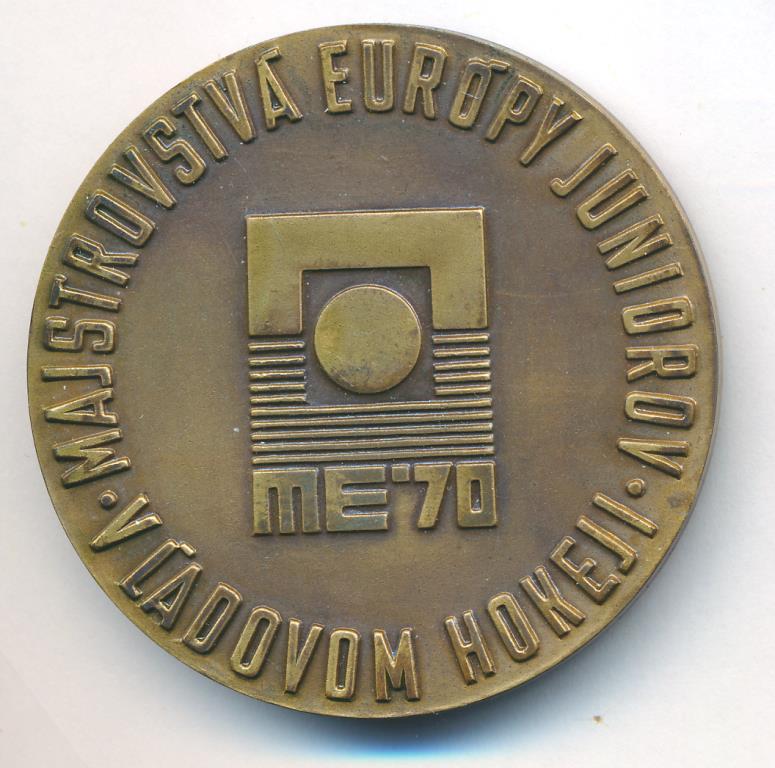 MAJSTROVSTVÁ EURÓPY JUNIOROV
· V ĽADOVOM HOKEJI ·
ME'70